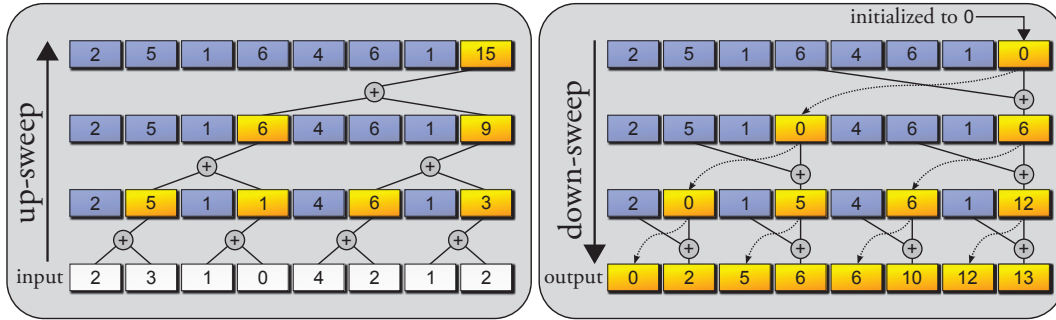 up-sweep
2 5 1 6 4 6 1 15
+
2 5 1 6 4 6 1 9
+ +
2 5 1 1 4 6 1 3
+ + + +
input 2 3 1 0 4 2 1 2
initialized to 0
down-sweep
2 5 1 6 4 6 1 0
+
2 5 1 0 4 6 1 6
+ +
2 0 1 5 4 6 1 12
+ + + +
output 0 2 5 6 6 10 12 13